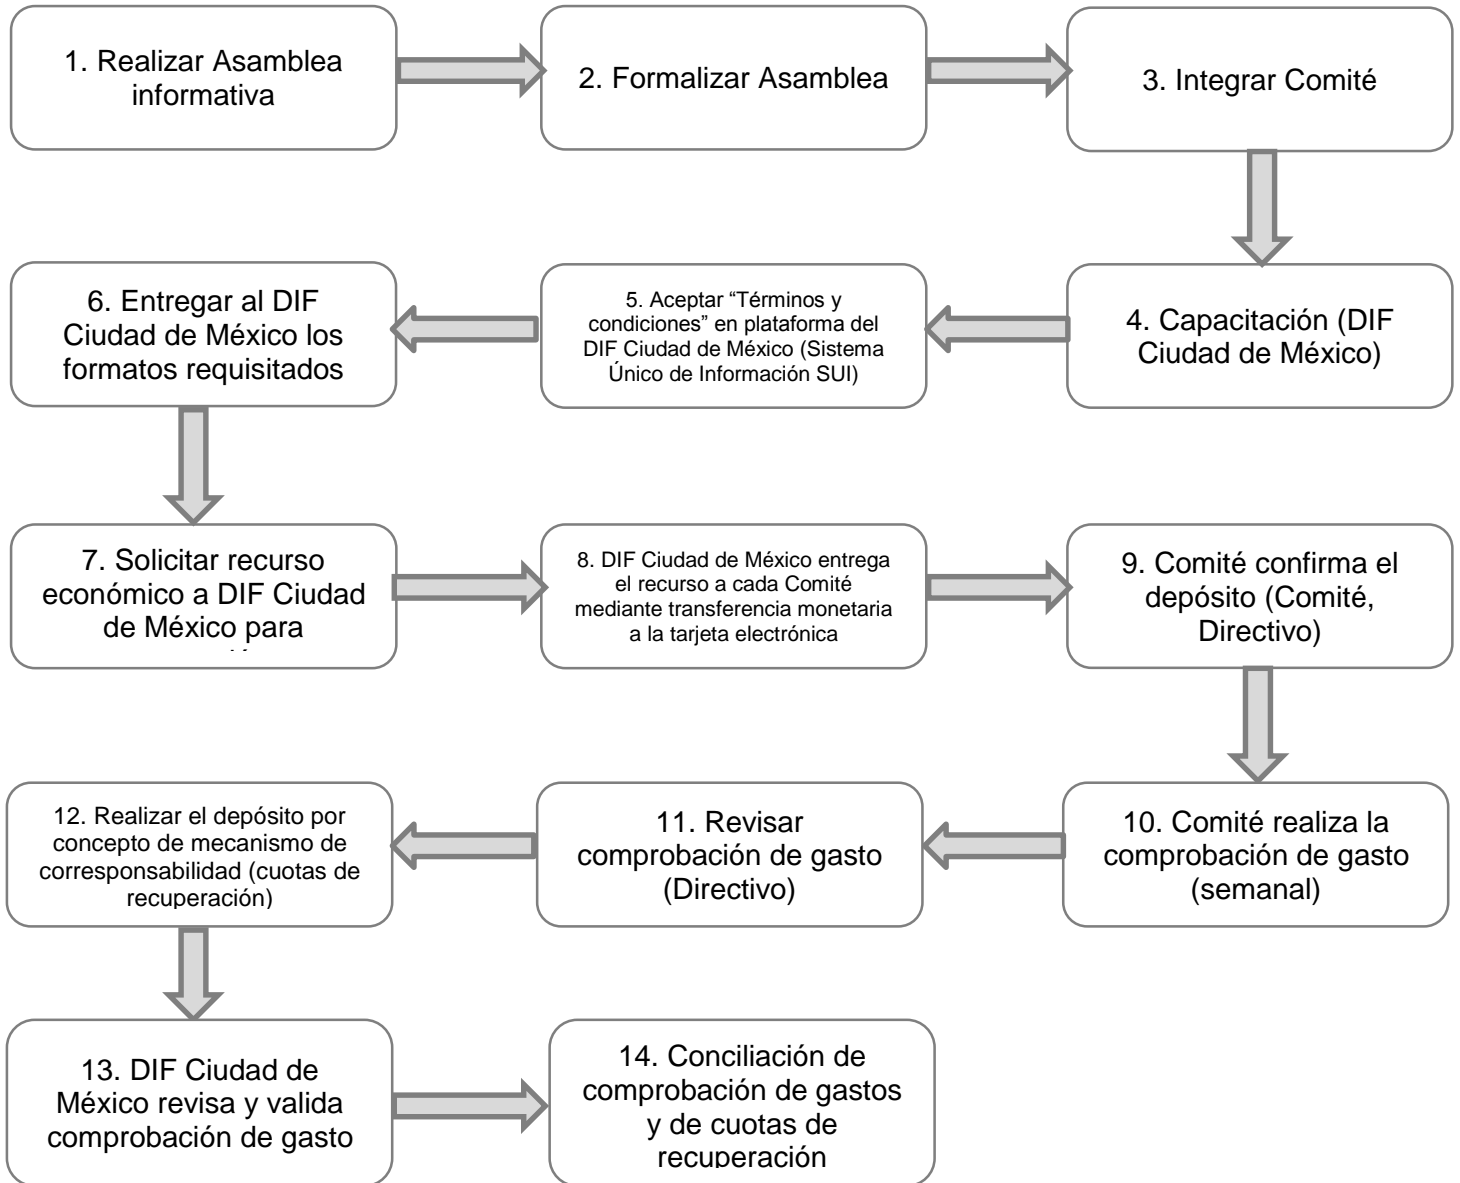 1. Realizar Asamblea
informativa
2. Formalizar Asamblea
3. Integrar Comité
4. Capacitación (DIF
Ciudad de México)
5. Aceptar “Términos y
condiciones” en plataforma del
DIF Ciudad de México (Sistema
Único de Información SUI)
6. Entregar al DIF
Ciudad de México los
formatos requisitados
7. Solicitar recurso
económico a DIF Ciudad
de México para
8. DIF Ciudad de México entrega
el recurso a cada Comité
mediante transferencia monetaria
a la tarjeta electrónica
9. Comité confirma el
depósito (Comité,
Directivo)
10. Comité realiza la
comprobación de gasto
(semanal)
11. Revisar
comprobación de gasto
(Directivo)
12. Realizar el depósito por
concepto de mecanismo de
corresponsabilidad (cuotas de
recuperación)
13. DIF Ciudad de
México revisa y valida
comprobación de gasto
14. Conciliación de
comprobación de gastos
y de cuotas de
recuperación